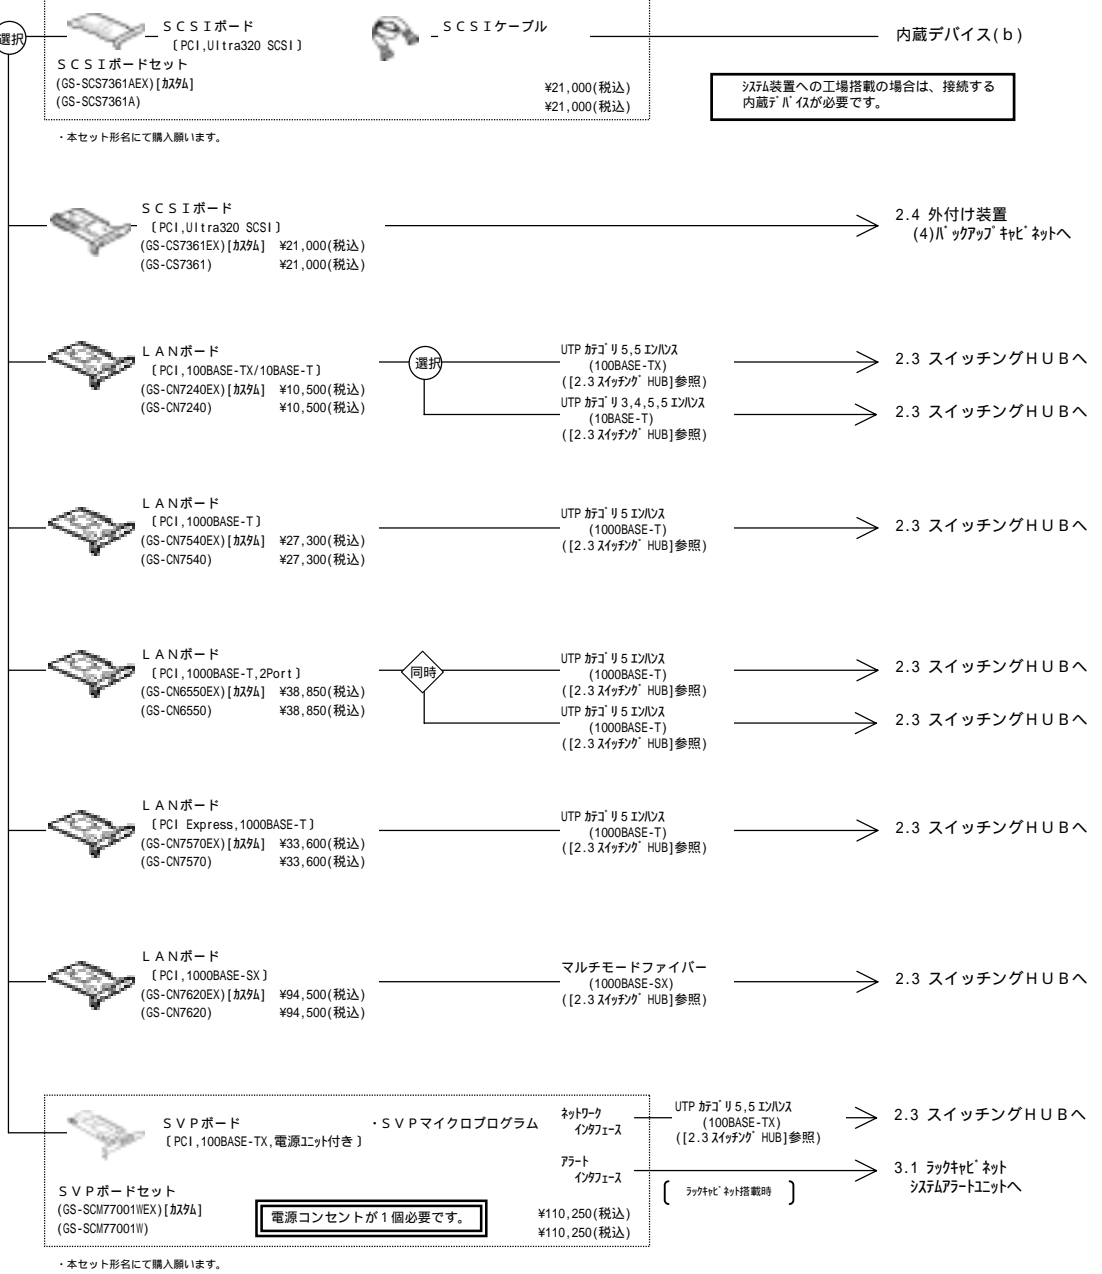 選択
ＳＣＳＩボード
〔PCI,Ultra320 SCSI〕
ＳＣＳＩケーブル
内蔵デバイス(ｂ)
ＳＣＳＩボードセット
(GS-SCS7361AEX)[ｶｽﾀﾑ] ¥21,000(税込)
(GS-SCS7361A) ¥21,000(税込)
ｼｽﾃﾑ装置への工場搭載の場合は、接続する
内蔵ﾃﾞﾊﾞｲｽが必要です。
・本セット形名にて購入願います。
ＳＣＳＩボード
〔PCI,Ultra320 SCSI〕
(GS-CS7361EX)[ｶｽﾀﾑ] ¥21,000(税込)
(GS-CS7361) ¥21,000(税込)
2.4 外付け装置
(4)ﾊﾞｯｸｱｯﾌﾟｷｬﾋﾞﾈｯﾄへ
ＬＡＮボード
〔PCI,100BASE-TX/10BASE-T〕
(GS-CN7240EX)[ｶｽﾀﾑ] ¥10,500(税込)
(GS-CN7240) ¥10,500(税込)
選択
UTP ｶﾃｺﾞﾘ 5,5 ｴﾝﾊﾝｽ
(100BASE-TX)
([2.3 ｽｲｯﾁﾝｸﾞ HUB]参照)
2.3 スイッチングＨＵＢへ
UTP ｶﾃｺﾞﾘ 3,4,5,5 ｴﾝﾊﾝｽ
(10BASE-T)
([2.3 ｽｲｯﾁﾝｸﾞ HUB]参照)
2.3 スイッチングＨＵＢへ
ＬＡＮボード
〔PCI,1000BASE-T〕
(GS-CN7540EX)[ｶｽﾀﾑ] ¥27,300(税込)
(GS-CN7540) ¥27,300(税込)
UTP ｶﾃｺﾞﾘ 5 ｴﾝﾊﾝｽ
(1000BASE-T)
([2.3 ｽｲｯﾁﾝｸﾞ HUB]参照)
2.3 スイッチングＨＵＢへ
ＬＡＮボード
〔PCI,1000BASE-T,2Port〕
(GS-CN6550EX)[ｶｽﾀﾑ] ¥38,850(税込)
(GS-CN6550) ¥38,850(税込)
同時
UTP ｶﾃｺﾞﾘ 5 ｴﾝﾊﾝｽ
(1000BASE-T)
([2.3 ｽｲｯﾁﾝｸﾞ HUB]参照)
2.3 スイッチングＨＵＢへ
UTP ｶﾃｺﾞﾘ 5 ｴﾝﾊﾝｽ
(1000BASE-T)
([2.3 ｽｲｯﾁﾝｸﾞ HUB]参照)
2.3 スイッチングＨＵＢへ
ＬＡＮボード
〔PCI Express,1000BASE-T〕
(GS-CN7570EX)[ｶｽﾀﾑ] ¥33,600(税込)
(GS-CN7570) ¥33,600(税込)
UTP ｶﾃｺﾞﾘ 5 ｴﾝﾊﾝｽ
(1000BASE-T)
([2.3 ｽｲｯﾁﾝｸﾞ HUB]参照)
2.3 スイッチングＨＵＢへ
ＬＡＮボード
〔PCI,1000BASE-SX〕
(GS-CN7620EX)[ｶｽﾀﾑ] ¥94,500(税込)
(GS-CN7620) ¥94,500(税込)
マルチモードファイバー
(1000BASE-SX)
([2.3 ｽｲｯﾁﾝｸﾞ HUB]参照)
2.3 スイッチングＨＵＢへ
ＳＶＰボード
〔PCI,100BASE-TX,電源ﾕﾆｯﾄ付き〕
・ＳＶＰマイクロプログラム
ﾈｯﾄﾜｰｸ
ｲﾝﾀﾌｪｰｽ
UTP ｶﾃｺﾞﾘ 5,5 ｴﾝﾊﾝｽ
(100BASE-TX)
([2.3 ｽｲｯﾁﾝｸﾞ HUB]参照)
2.3 スイッチングＨＵＢへ
ｱﾗｰﾄ
ｲﾝﾀﾌｪｰｽ
〔 ﾗｯｸｷｬﾋﾞﾈｯﾄ搭載時 〕
3.1 ﾗｯｸｷｬﾋﾞﾈｯﾄ
ｼｽﾃﾑｱﾗｰﾄﾕﾆｯﾄへ
ＳＶＰボードセット
(GS-SCM77001WEX)[ｶｽﾀﾑ] ¥110,250(税込)
(GS-SCM77001W) ¥110,250(税込)
電源コンセントが１個必要です。
・本セット形名にて購入願います。